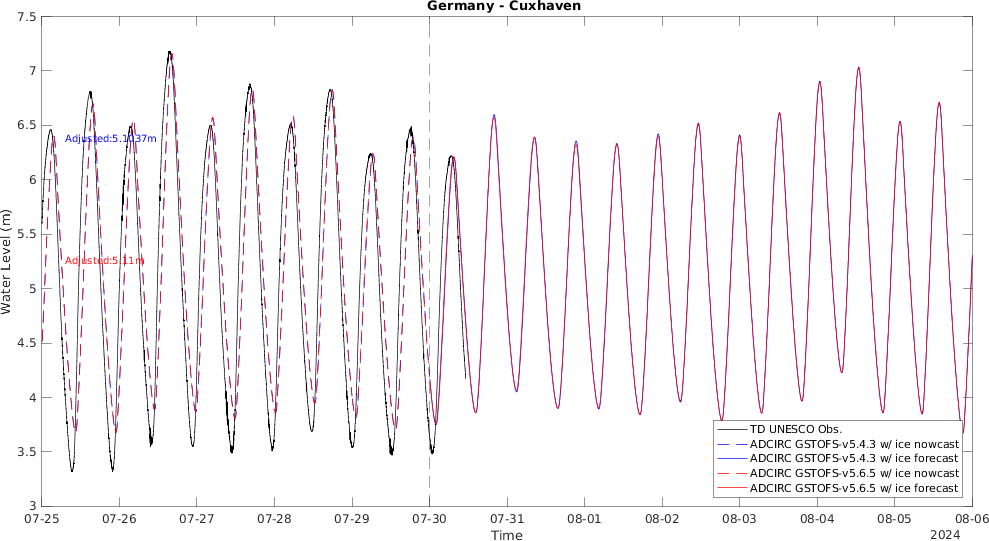 Germany - Cuxhaven
7.5
7
6.5
6
5.5
5
4.5
4
3.5
3
Water Level (m)
Adjusted:5.1037m
Adjusted:5.11m
TD UNESCO Obs.
ADCIRC GSTOFS-v5.4.3 w/ ice nowcast
ADCIRC GSTOFS-v5.4.3 w/ ice forecast
ADCIRC GSTOFS-v5.6.5 w/ ice nowcast
ADCIRC GSTOFS-v5.6.5 w/ ice forecast
07-25 07-26 07-27 07-28 07-29 07-30 07-31 08-01 08-02 08-03 08-04 08-05 08-06
Time
2024